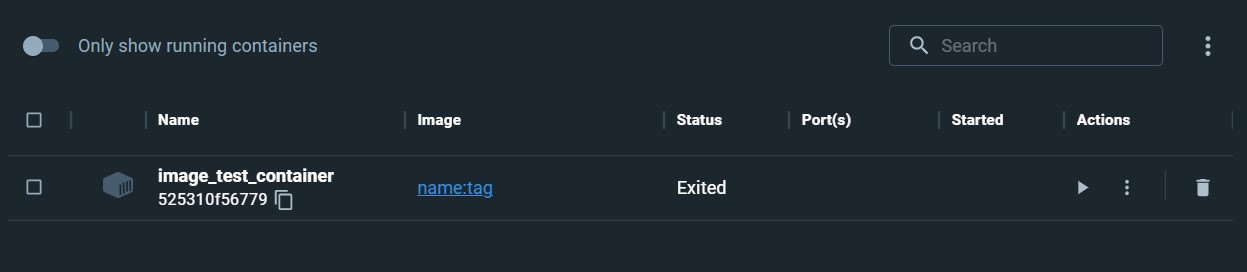 Only show running containers
Search
Name Image Status Port(s) Started Actions
image_test_container
525310f56779
name:tag
Exited